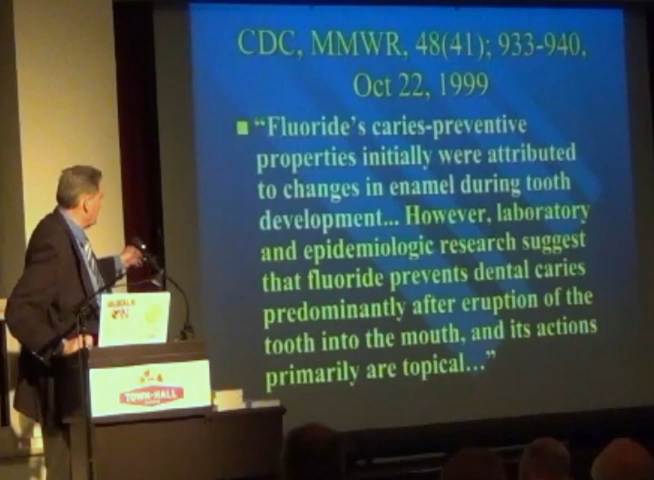 CDC, MMWR, 48(41); 933-940,
Oct 22, 1999
“Fluoride’s caries-preventive
properties initially were attributed
to changes in enamel during tooth
development... However, laboratory
and epidemiologic research suggest
that fluoride prevents dental caries
predominantly after eruption of the
tooth into the mouth, and its actions
primarily are topical...”
TOWN-HALL